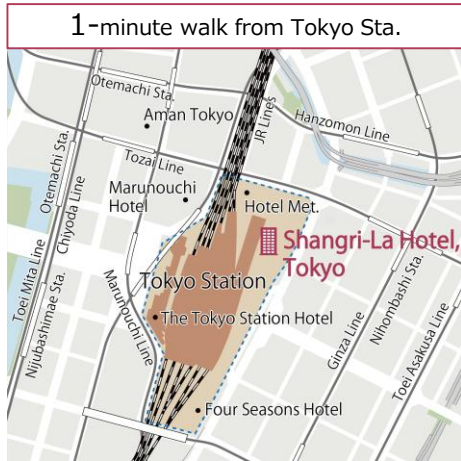 1-minute walk from Tokyo Sta.
Otemachi Sta.
Aman Tokyo
JR Lines
Hanzomon Line
Tozai Line
Otemachi Sta.
Chiyoda Line
Marunouchi
Hotel
Hotel Met.
Shangri-La Hotel,
Tokyo
Toei Mita Line
Nijubashimae Sta.
Marunouchi Line
Tokyo Station
The Tokyo Station Hotel
Ginza Line
Nihombashi Sta.
Toei Asakusa Line
Four Seasons Hotel